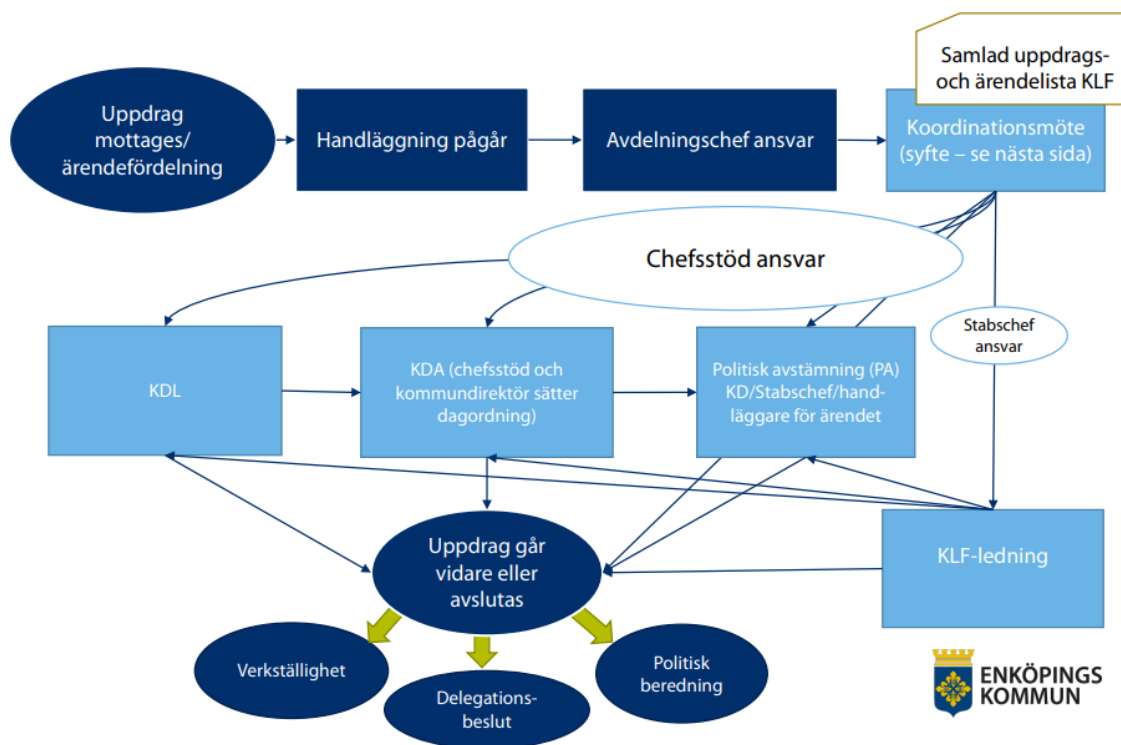 Samlad uppdrags-
och ärendelista KLF
Uppdrag
mottages/
ärendefördelning
Handläggning pågår
Avdelningschef ansvar
Koordinationsmöte
(syfte – se nästa sida)
Chefsstöd ansvar
Stabschef
ansvar
KDL
KDA (chefsstöd och
kommundirektör sätter
dagordning)
Politisk avstämning (PA)
KD/Stabschef/hand-
läggare för ärendet
KLF-ledning
Uppdrag går
vidare eller
avslutas
Verkställighet
Delegations-
beslut
Politisk
beredning
ENKÖPINGS
KOMMUN